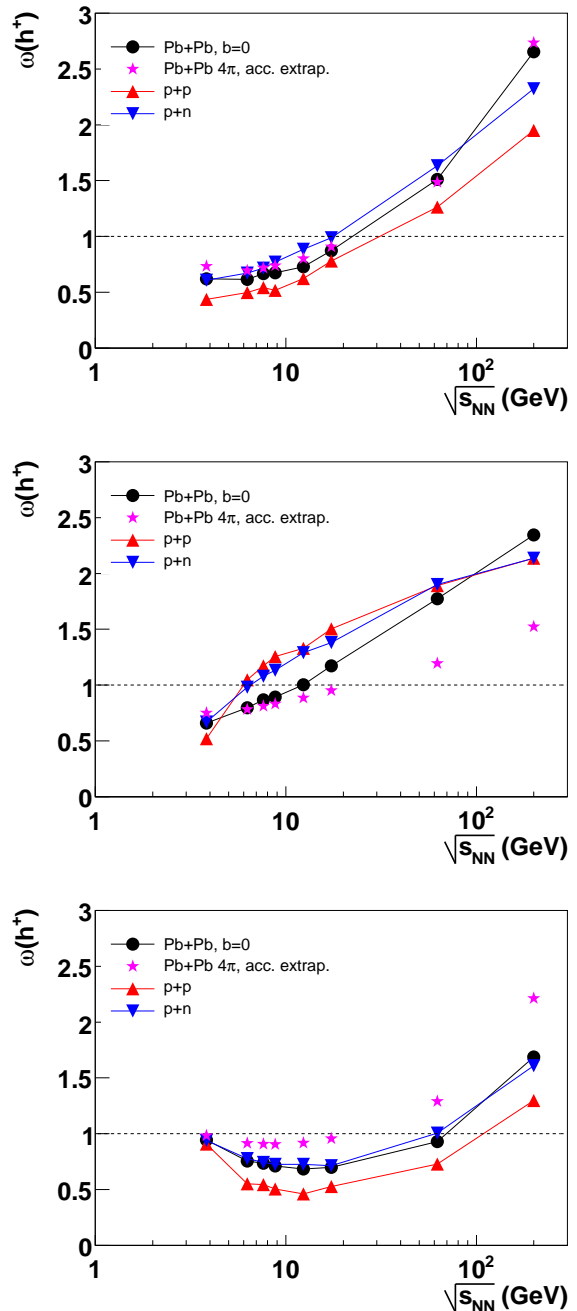 ω(h⁺)
3
2.5
2
1.5
1
0.5
0
Pb+Pb, b=0
Pb+Pb 4π, acc. extrap.
p+p
p+n
1 10 10²
√s_NN (GeV)
ω(h⁺)
3
2.5
2
1.5
1
0.5
0
Pb+Pb, b=0
Pb+Pb 4π, acc. extrap.
p+p
p+n
1 10 10²
√s_NN (GeV)
ω(h⁺)
3
2.5
2
1.5
1
0.5
0
Pb+Pb, b=0
Pb+Pb 4π, acc. extrap.
p+p
p+n
1 10 10²
√s_NN (GeV)